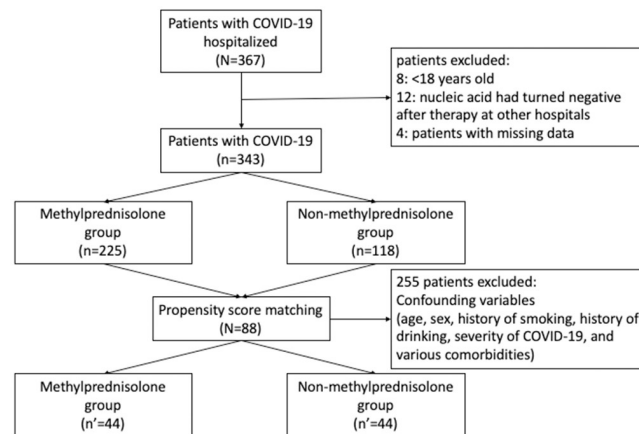 Patients with COVID-19
hospitalized
(N=367)
patients excluded:
8: <18 years old
12: nucleic acid had turned negative
after therapy at other hospitals
4: patients with missing data
Patients with COVID-19
(n=343)
Methylprednisolone
group
(n=225)
Non-methylprednisolone
group
(n=118)
255 patients excluded:
Confounding variables
(age, sex, history of smoking, history of
drinking, severity of COVID-19, and
various comorbidities)
Propensity score matching
(N=88)
Methylprednisolone
group
(n'=44)
Non-methylprednisolone
group
(n'=44)